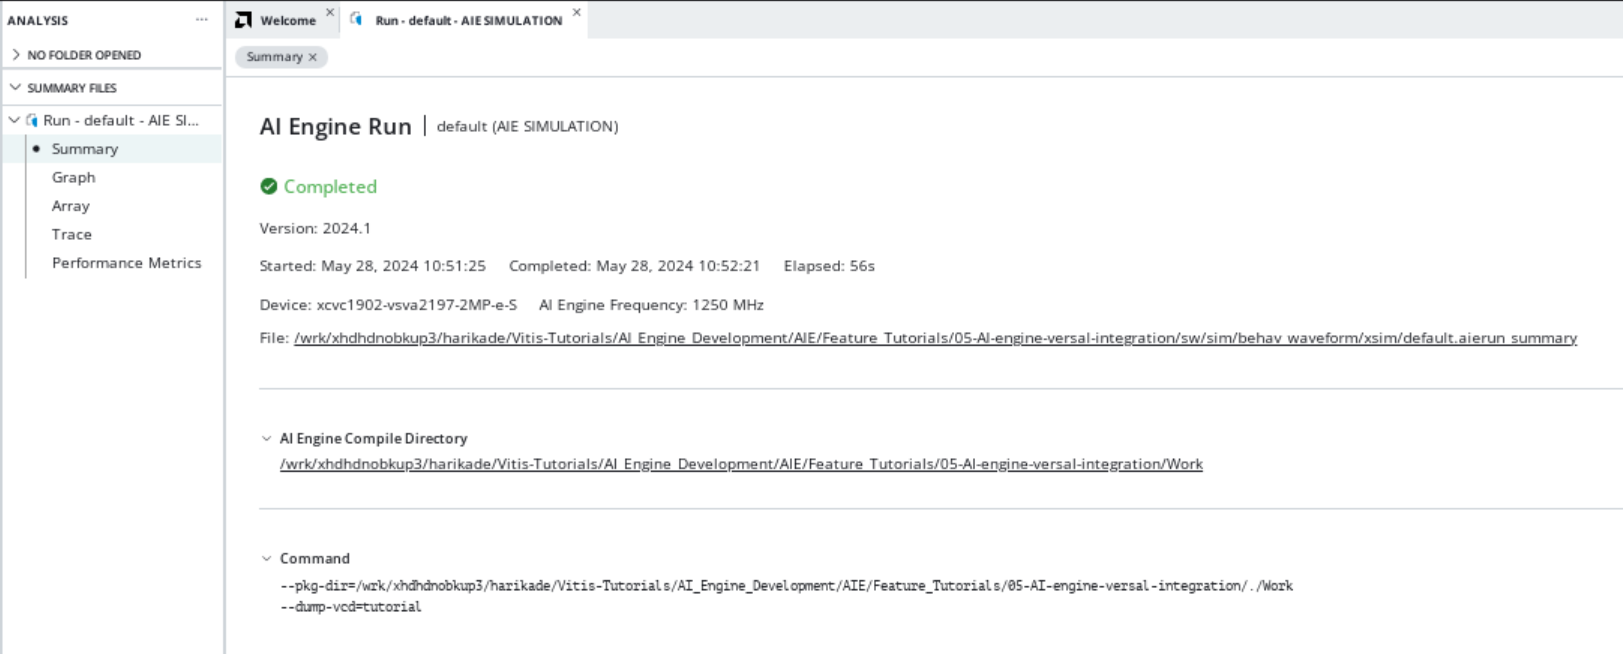 ANALYSIS
...
NO FOLDER OPENED
SUMMARY FILES
Run - default - AIE SI...
Summary
Graph
Array
Trace
Performance Metrics
Welcome × Run - default - AIE SIMULATION ×
Summary ×
AI Engine Run | default (AIE SIMULATION)
Completed
Version: 2024.1
Started: May 28, 2024 10:51:25 Completed: May 28, 2024 10:52:21 Elapsed: 56s
Device: xcvc1902-vsva2197-2MP-e-S AI Engine Frequency: 1250 MHz
File: /wrk/xhdhdnobkup3/harikade/Vitis-Tutorials/AI_Engine_Development/AIE/Feature_Tutorials/05-AI-engine-versal-integration/sw/sim/behav_waveform/xsim/default.aierun_summary
AI Engine Compile Directory
/wrk/xhdhdnobkup3/harikade/Vitis-Tutorials/AI_Engine_Development/AIE/Feature_Tutorials/05-AI-engine-versal-integration/Work
Command
--pkg-dir=/wrk/xhdhdnobkup3/harikade/Vitis-Tutorials/AI_Engine_Development/AIE/Feature_Tutorials/05-AI-engine-versal-integration/./Work
--dump-vcd=tutorial